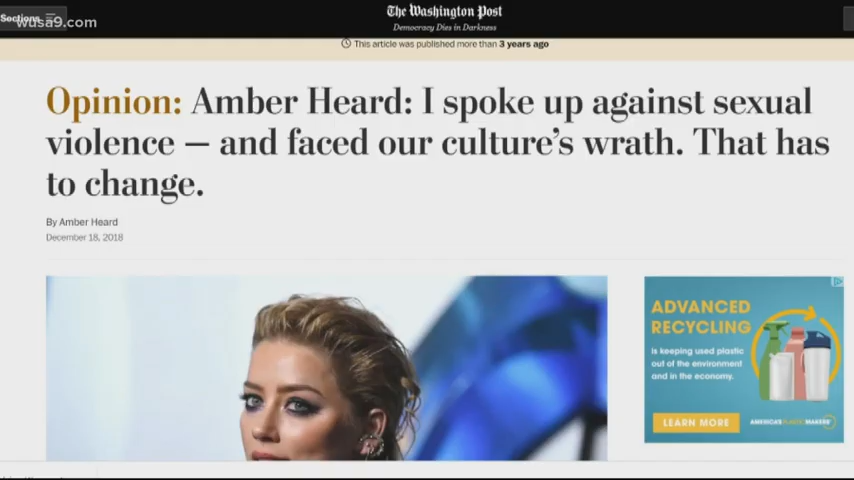 Sections
wusa9.com
The Washington Post
Democracy Dies in Darkness
This article was published more than 3 years ago
Opinion: Amber Heard: I spoke up against sexual
violence — and faced our culture’s wrath. That has
to change.
By Amber Heard
December 18, 2018
ADVANCED
RECYCLING
is keeping used plastic
out of the environment
and in the economy.
LEARN MORE
AMERICA'S PLASTIC MAKERS